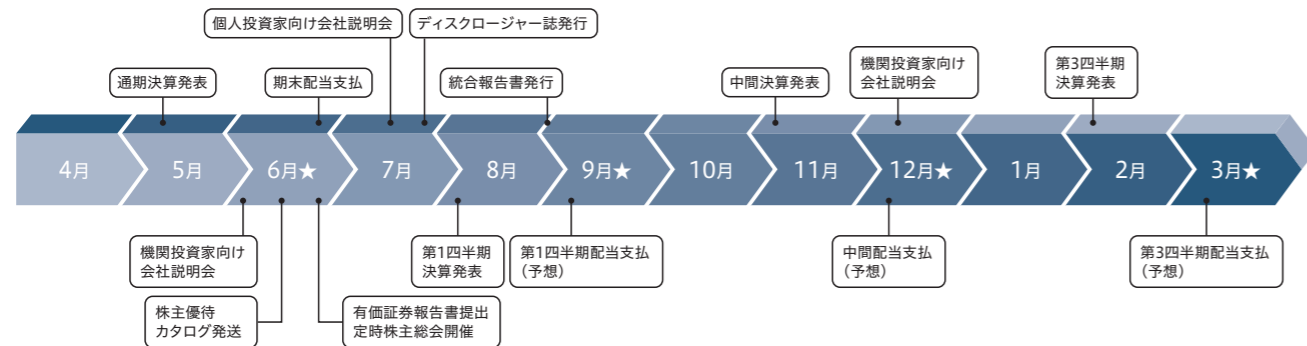 個人投資家向け会社説明会
ディスクロージャー誌発行
通期決算発表
期末配当支払
統合報告書発行
中間決算発表
機関投資家向け
会社説明会
第3四半期
決算発表
4月
5月
6月★
7月
8月
9月★
10月
11月
12月★
1月
2月
3月★
機関投資家向け
会社説明会
第1四半期
決算発表
第1四半期配当支払
（予想）
中間配当支払
（予想）
第3四半期配当支払
（予想）
株主優待
カタログ発送
有価証券報告書提出
定時株主総会開催